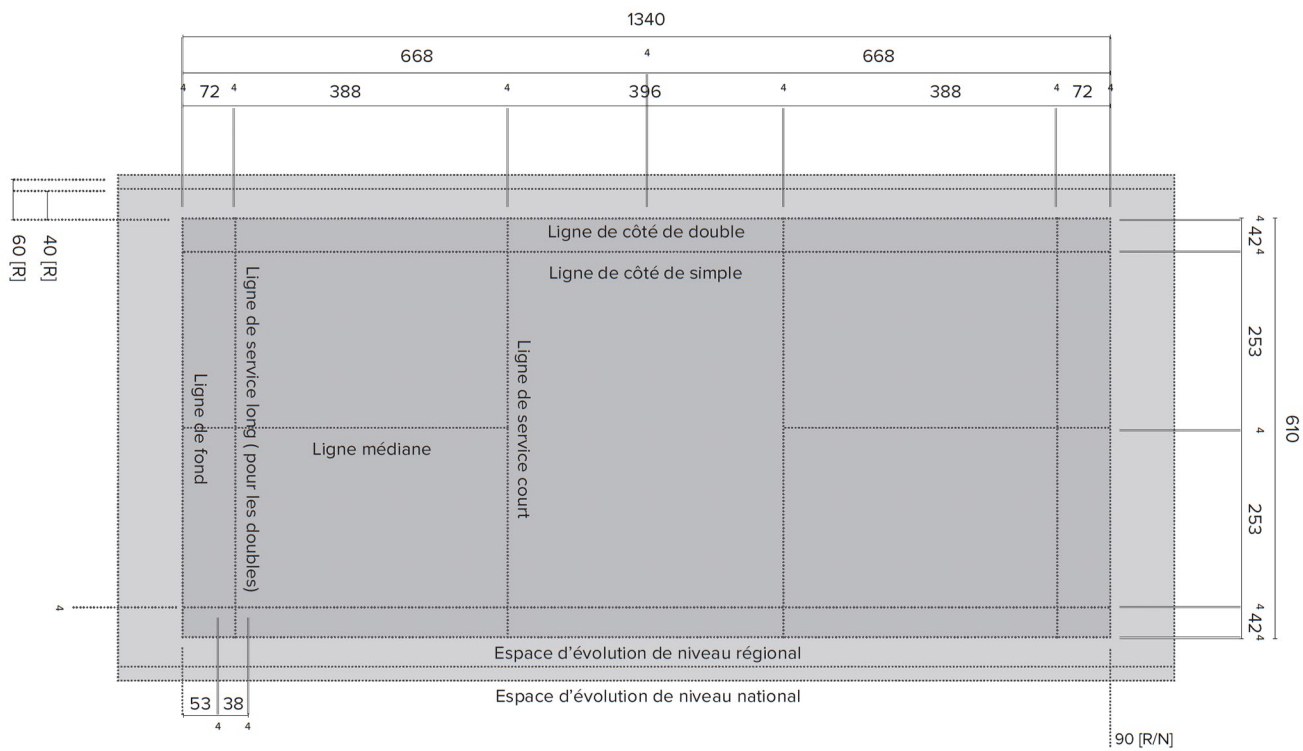 1340
668 4 668
4 72 4 388 4 396 4 388 4 72 4
Ligne de côté de double
Ligne de côté de simple
Ligne de service long ( pour les doubles)
Ligne de service court
Ligne de fond
Ligne médiane
60 [R]
40 [R]
4
42
4
253
4
253
4
42
4
610
4
Espace d’évolution de niveau régional
Espace d’évolution de niveau national
53 38
4 4
90 [R/N]